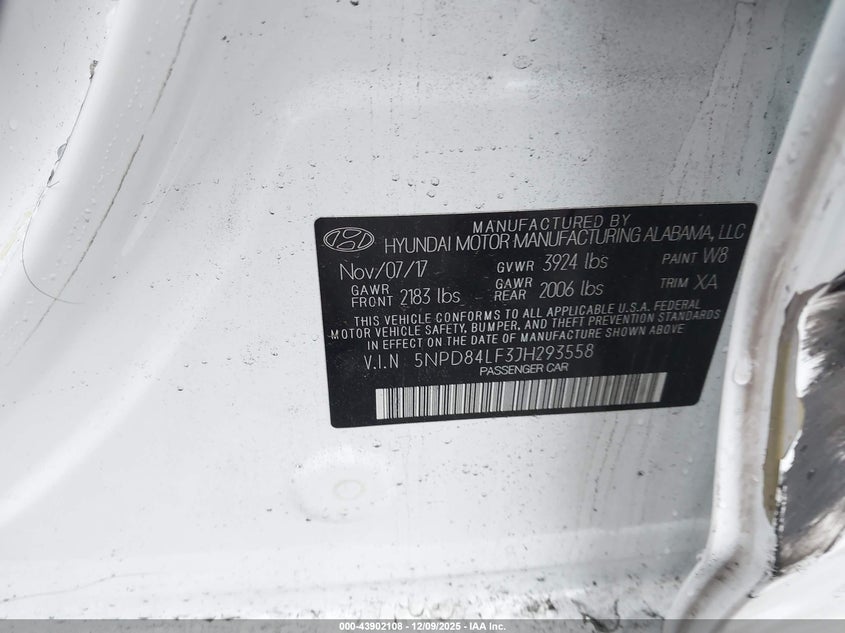 MANUFACTURED BY
HYUNDAI MOTOR MANUFACTURING ALABAMA, LLC
Nov/07/17 GVWR 3924 lbs PAINT W8
GAWR FRONT 2183 lbs GAWR REAR 2006 lbs TRIM XA
THIS VEHICLE CONFORMS TO ALL APPLICABLE U.S.A. FEDERAL
MOTOR VEHICLE SAFETY, BUMPER, AND THEFT PREVENTION STANDARDS
IN EFFECT ON THE DATE OF MANUFACTURE SHOWN ABOVE
V.I.N 5NPD84LF3JH293558
PASSENGER CAR
000-43902108 - 12/09/2025 - IAA Inc.